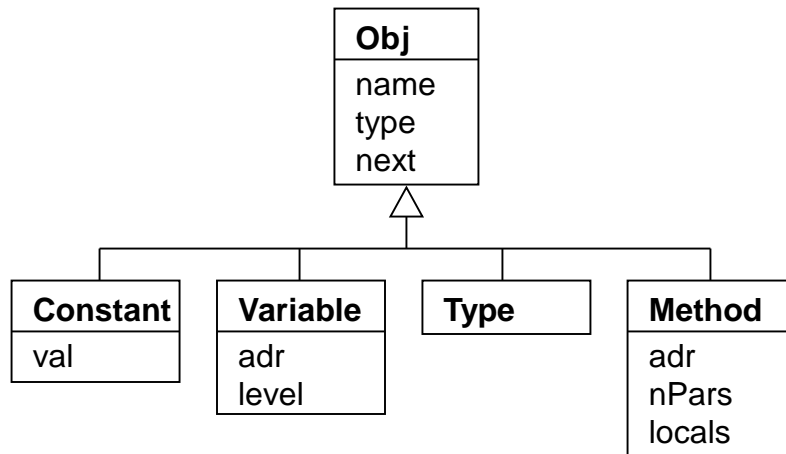 Obj
name
type
next
Constant
val
Variable
adr
level
Type
Method
adr
nPars
locals